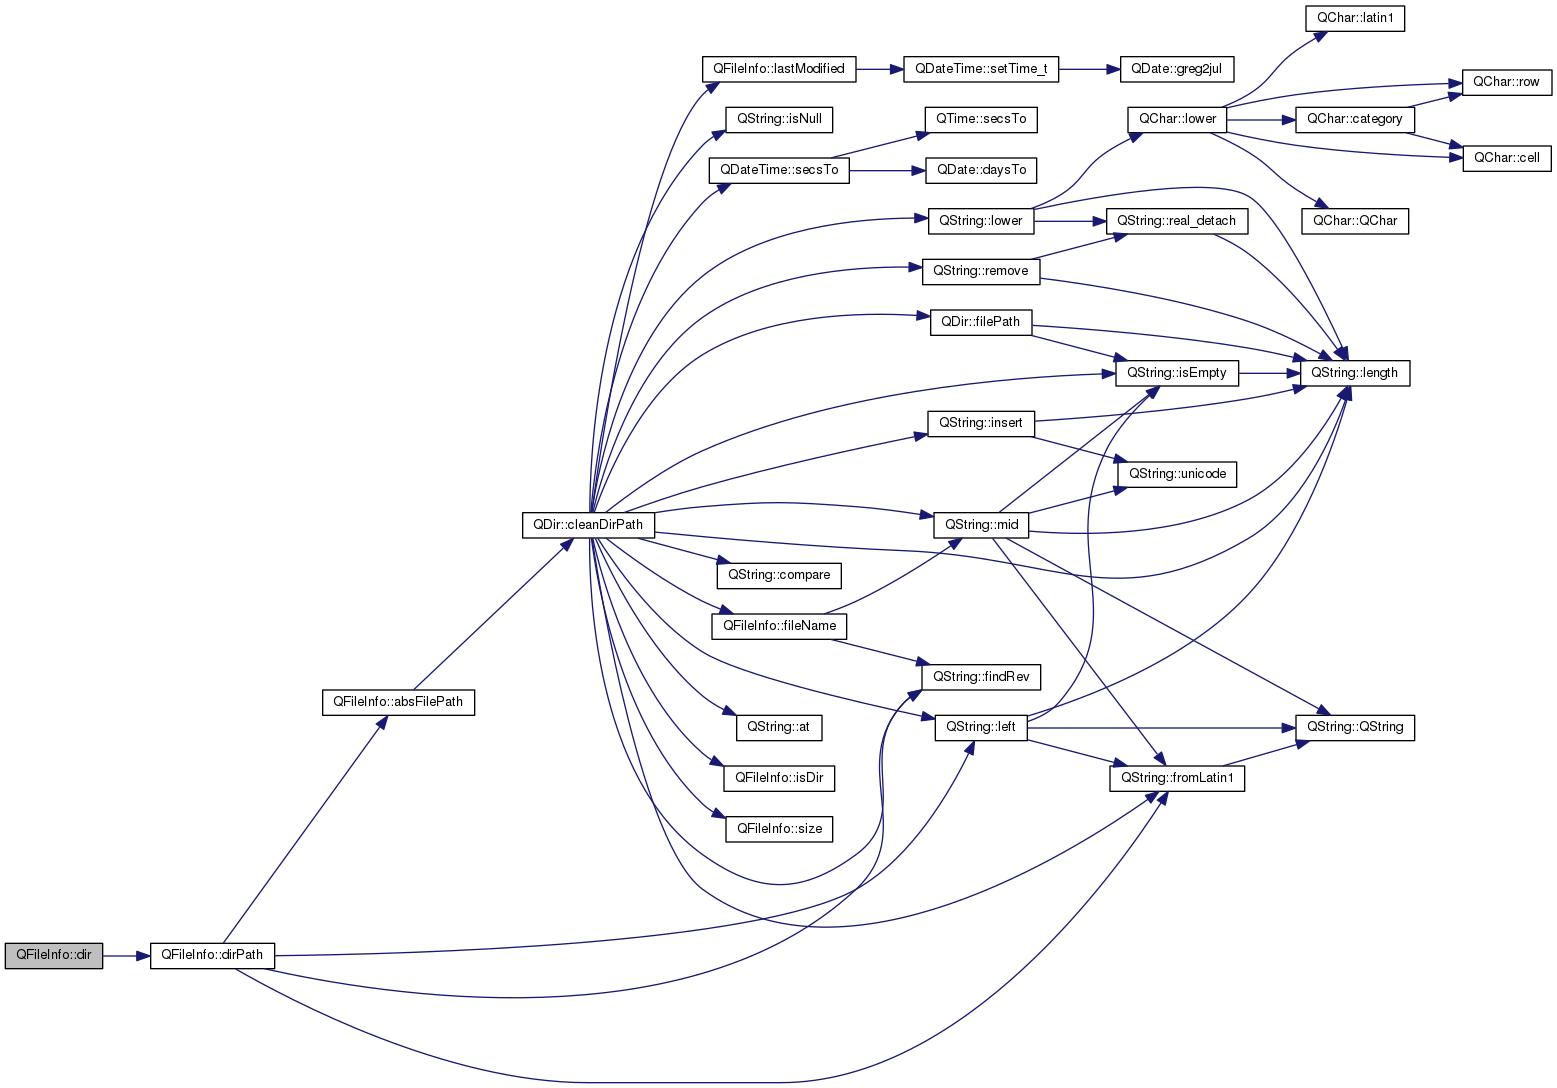 QChar::latin1
QFileInfo::lastModified
QDateTime::setTime_t
QDate::greg2jul
QChar::row
QString::isNull
QTime::secsTo
QChar::lower
QChar::category
QDateTime::secsTo
QDate::daysTo
QChar::cell
QString::lower
QString::real_detach
QChar::QChar
QString::remove
QDir::filePath
QString::isEmpty
QString::length
QString::insert
QString::unicode
QDir::cleanDirPath
QString::mid
QString::compare
QFileInfo::fileName
QString::findRev
QFileInfo::absFilePath
QString::at
QString::left
QString::QString
QFileInfo::isDir
QString::fromLatin1
QFileInfo::size
QFileInfo::dir
QFileInfo::dirPath